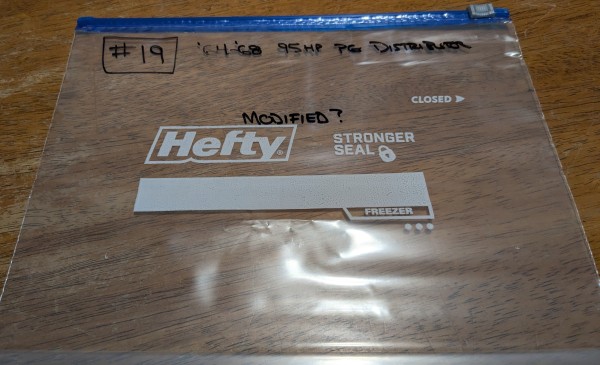 #19 '64-'68 95HP PG DISTRIBUTOR
CLOSED
MODIFIED?
Hefty
STRONGER
SEAL
FREEZER